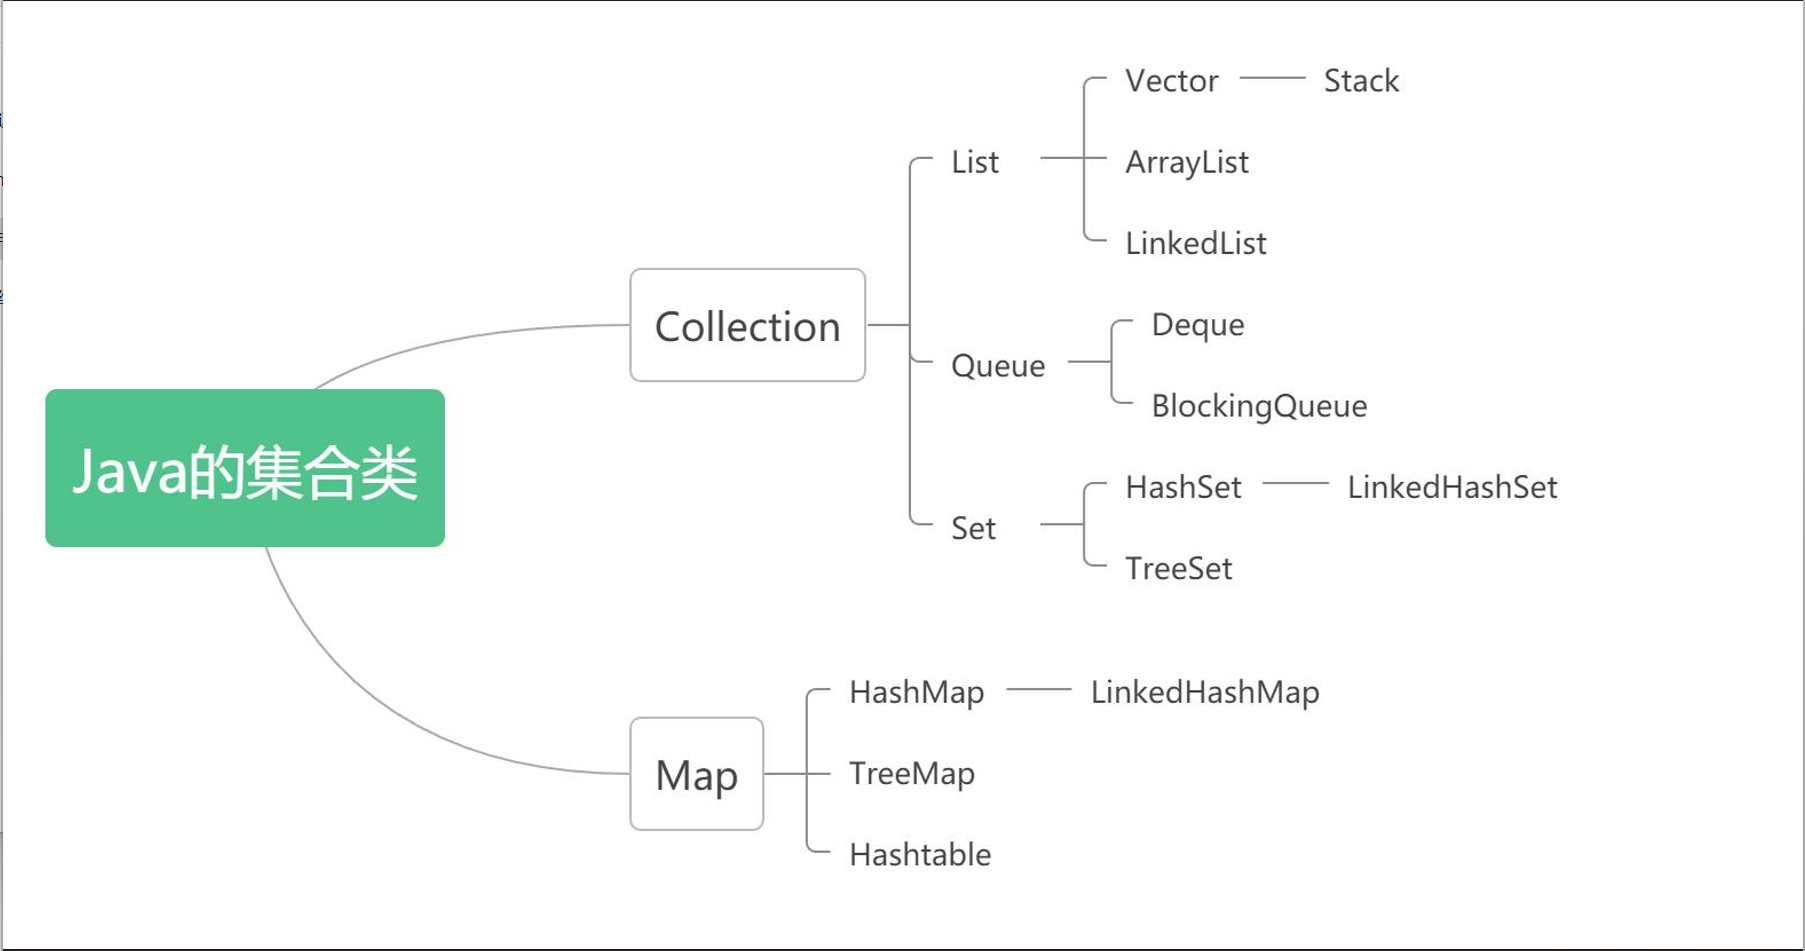 Java的集合类
Collection
List
Vector
Stack
ArrayList
LinkedList
Queue
Deque
BlockingQueue
Set
HashSet
LinkedHashSet
TreeSet
Map
HashMap
LinkedHashMap
TreeMap
Hashtable